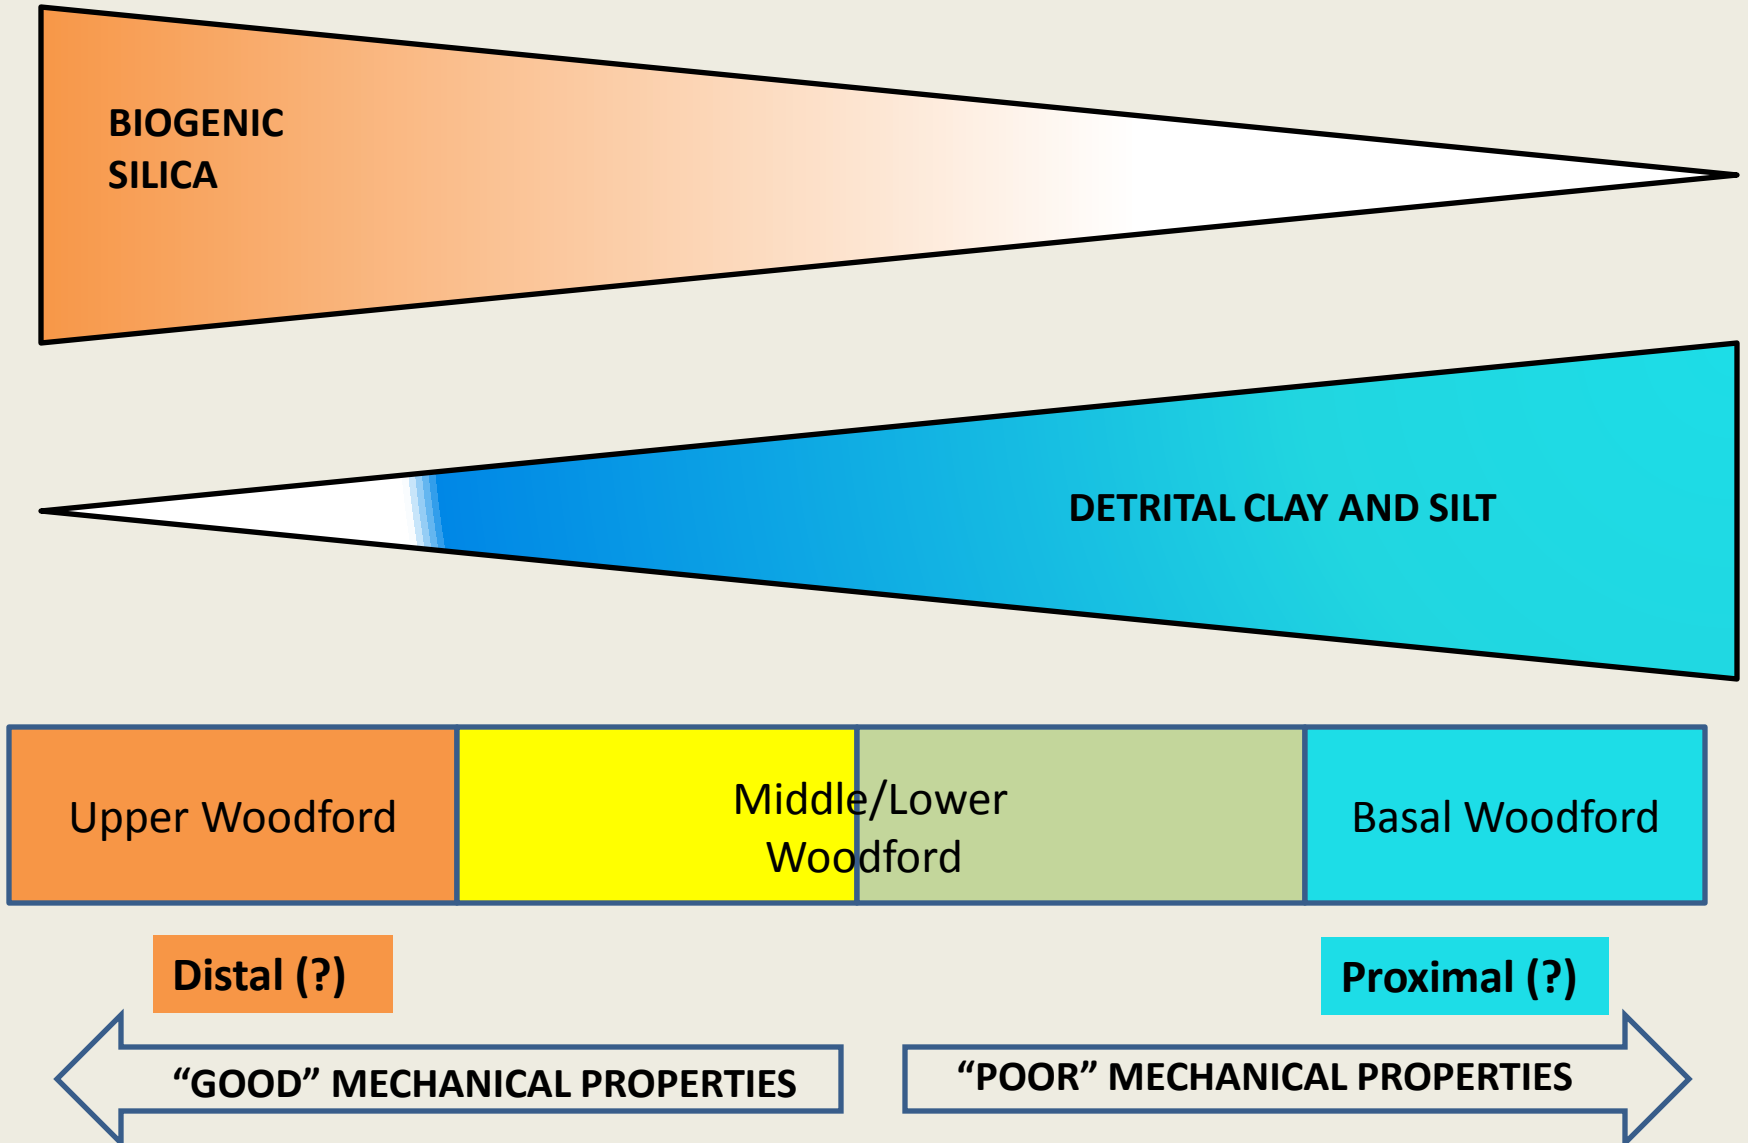 BIOGENIC
SILICA
DETRITAL CLAY AND SILT
Upper Woodford
Middle/Lower
Woodford
Basal Woodford
Distal (?)
Proximal (?)
“GOOD” MECHANICAL PROPERTIES
“POOR” MECHANICAL PROPERTIES